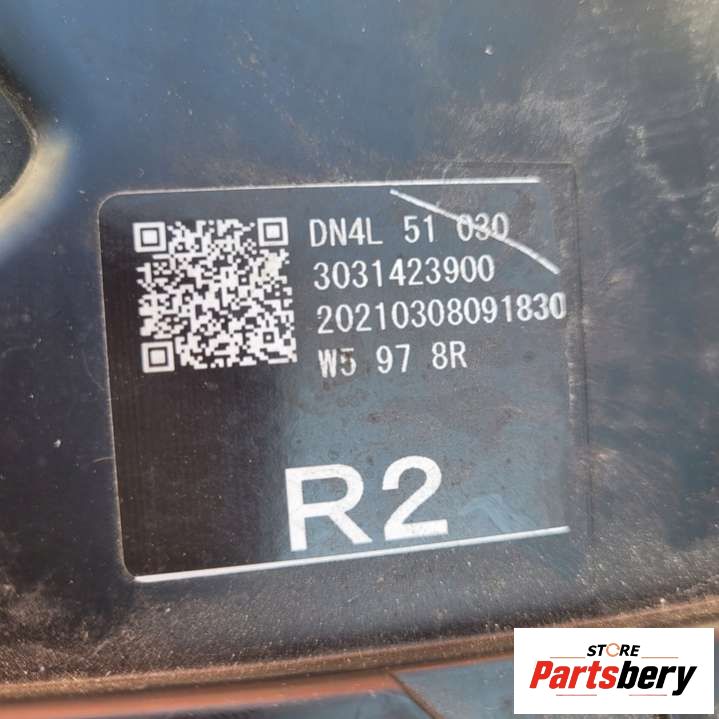 DN4L 51 030
3031423900
20210308091830
W5 97 8R
R2
STORE
Partsbery